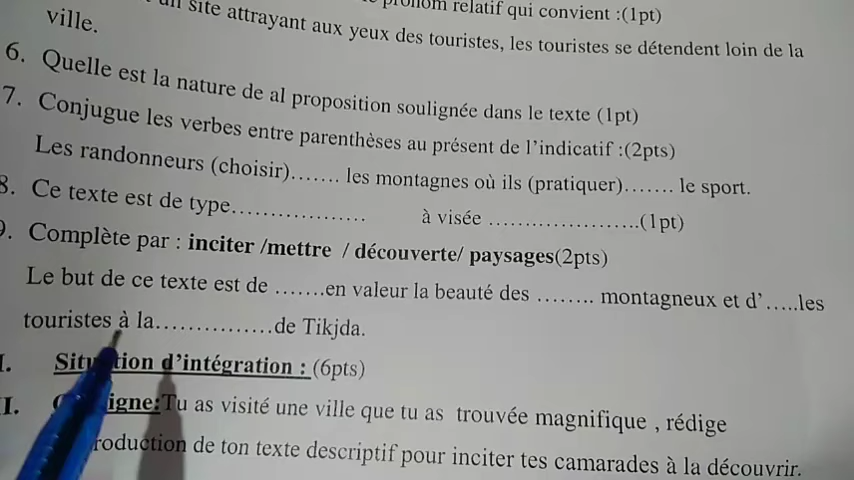 pronom relatif qui convient :(1pt)
un site attrayant aux yeux des touristes, les touristes se détendent loin de la
ville.
6. Quelle est la nature de al proposition soulignée dans le texte (1pt)
7. Conjugue les verbes entre parenthèses au présent de l'indicatif :(2pts)
Les randonneurs (choisir)....... les montagnes où ils (pratiquer)....... le sport.
8. Ce texte est de type.................. à visée ......................(1pt)
9. Complète par : inciter /mettre / découverte/ paysages(2pts)
Le but de ce texte est de .......en valeur la beauté des ........ montagneux et d'.....les
touristes à la...............de Tikjda.
I. Situation d'intégration : (6pts)
II. igne:Tu as visité une ville que tu as trouvée magnifique , rédige
roduction de ton texte descriptif pour inciter tes camarades à la découvrir.